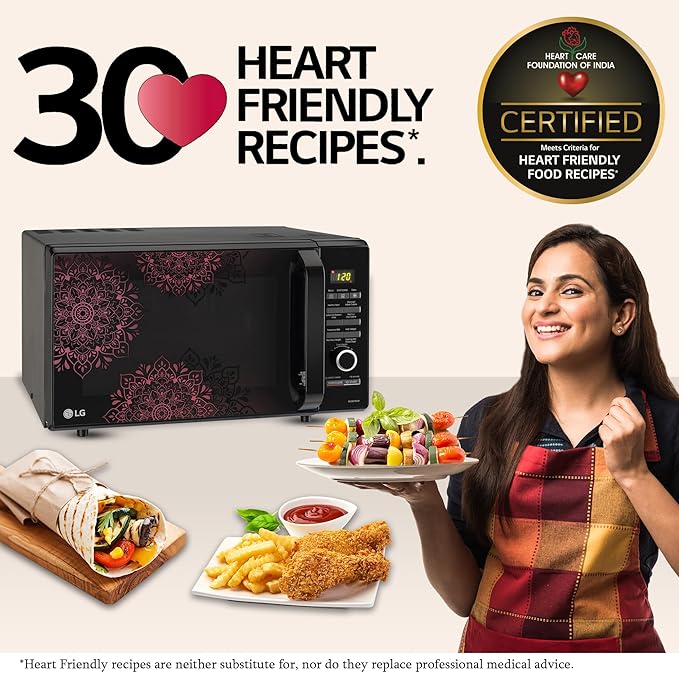 30 HEART
FRIENDLY
RECIPES*.
HEART CARE
FOUNDATION OF INDIA
CERTIFIED
Meets Criteria for
HEART FRIENDLY
FOOD RECIPES*
120
LG
*Heart Friendly recipes are neither substitute for, nor do they replace professional medical advice.